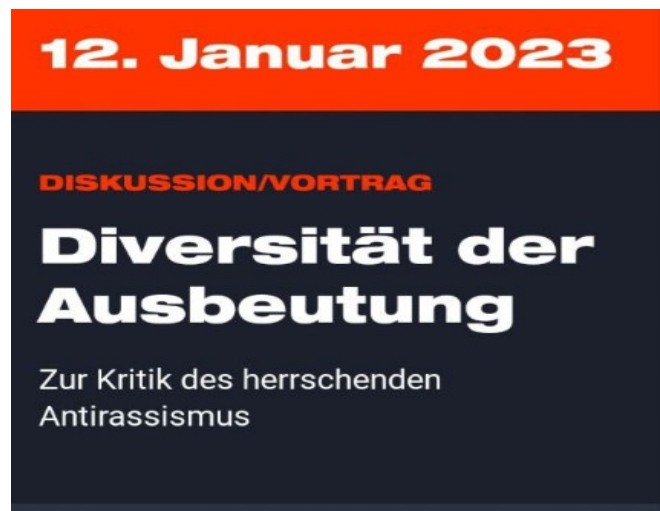 12. Januar 2023
DISKUSSION/VORTRAG
Diversität der
Ausbeutung
Zur Kritik des herrschenden
Antirassismus